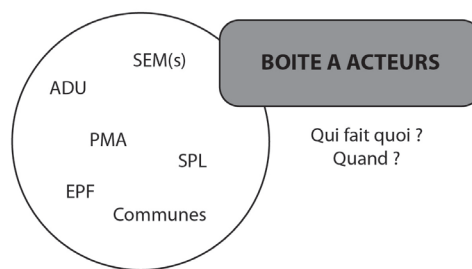 SEM(s)
BOITE A ACTEURS
ADU
PMA
Qui fait quoi ?
SPL
Quand ?
EPF
Communes